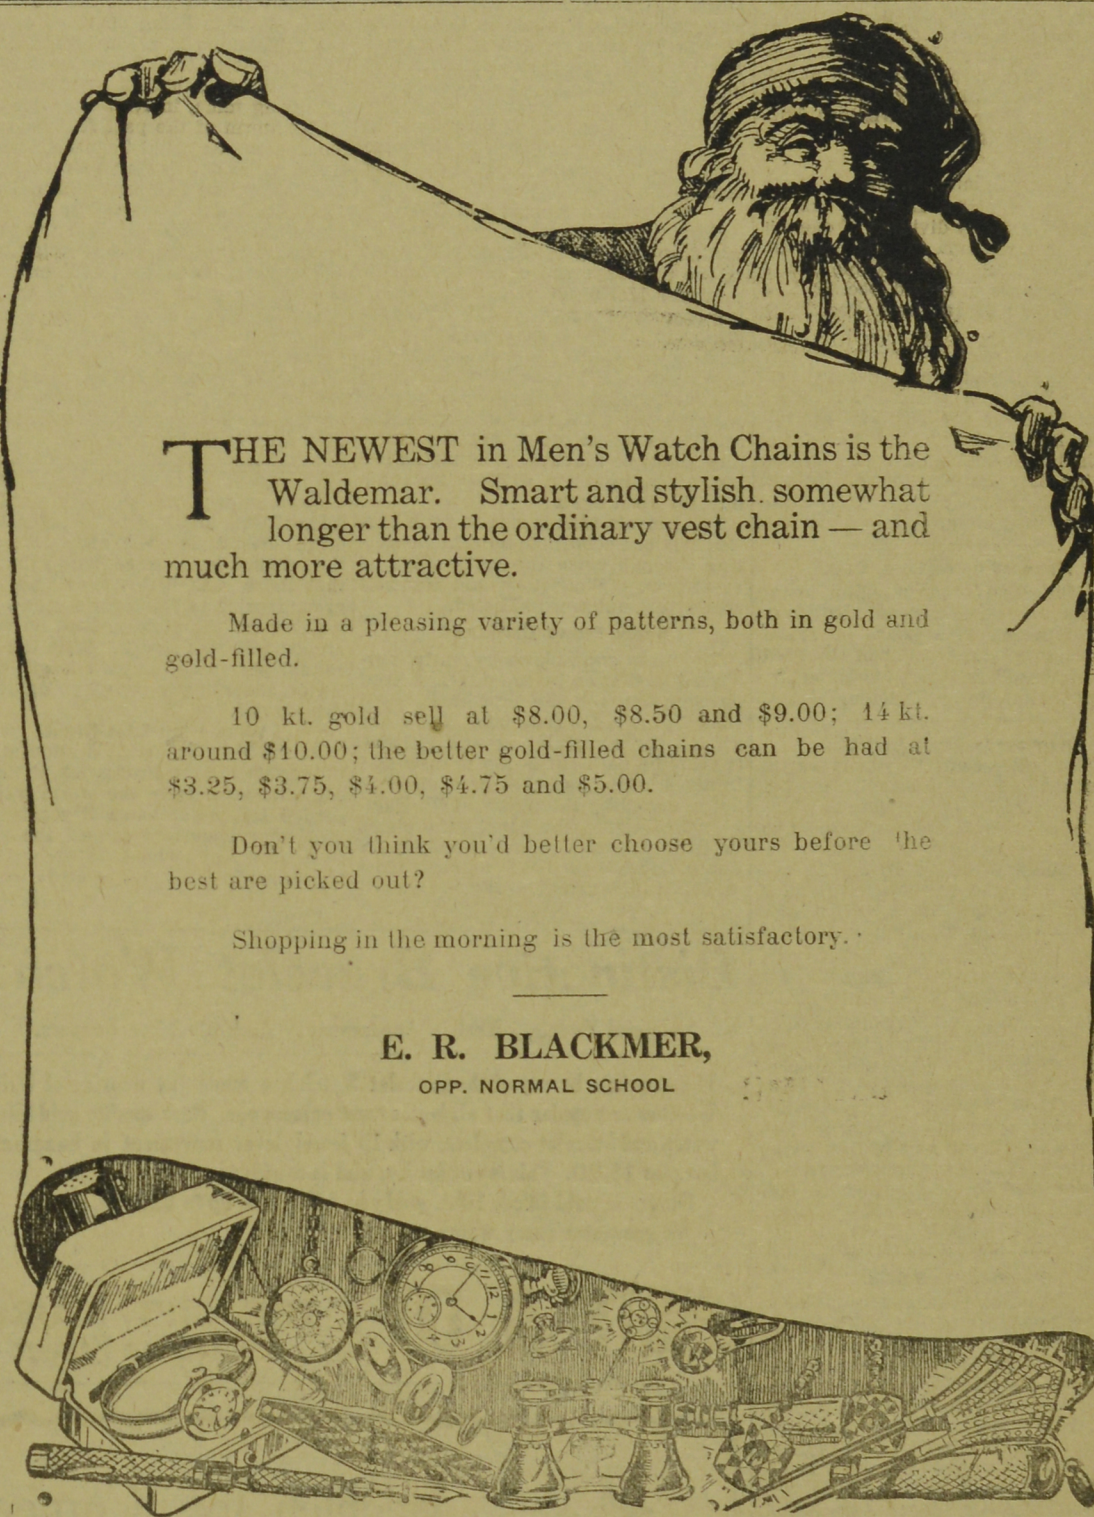 THE NEWEST in Men's Watch Chains is the
Waldemar. Smart and stylish. somewhat
longer than the ordinary vest chain — and
much more attractive.
Made in a pleasing variety of patterns, both in gold and
gold-filled.
10 kt. gold sell at $8.00, $8.50 and $9.00; 14 kt.
around $10.00; the better gold-filled chains can be had at
$3.25, $3.75, $4.00, $4.75 and $5.00.
Don't you think you'd better choose yours before the
best are picked out?
Shopping in the morning is the most satisfactory.
E. R. BLACKMER,
OPP. NORMAL SCHOOL